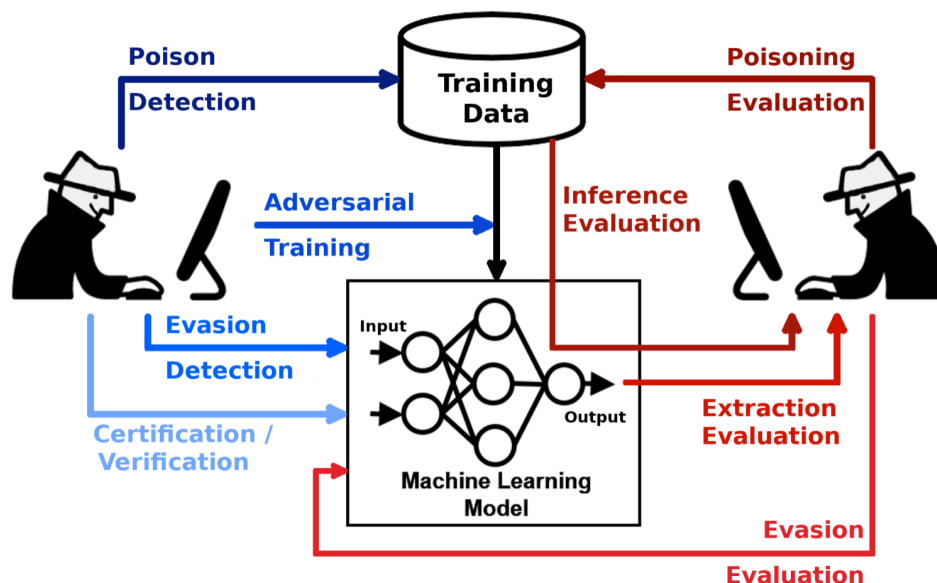 Poison
Detection
Training
Data
Poisoning
Evaluation
Adversarial
Training
Inference
Evaluation
Evasion
Detection
Input
Output
Certification /
Verification
Extraction
Evaluation
Machine Learning
Model
Evasion
Evaluation